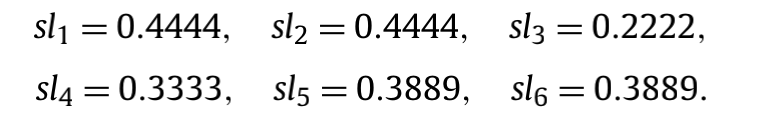 sl₁ = 0.4444, sl₂ = 0.4444, sl₃ = 0.2222,
sl₄ = 0.3333, sl₅ = 0.3889, sl₆ = 0.3889.